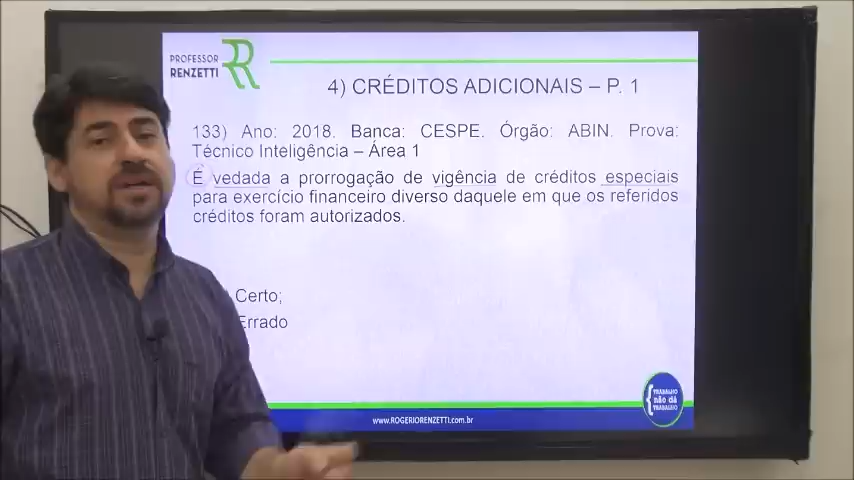 PROFESSOR
RENZETTI
4) CRÉDITOS ADICIONAIS – P. 1
133) Ano: 2018. Banca: CESPE. Órgão: ABIN. Prova:
Técnico Inteligência – Área 1
É vedada a prorrogação de vigência de créditos especiais
para exercício financeiro diverso daquele em que os referidos
créditos foram autorizados.
Certo;
Errado
TRABALHO
não dá
TRABALHO
www.ROGERIORENZETTI.com.br